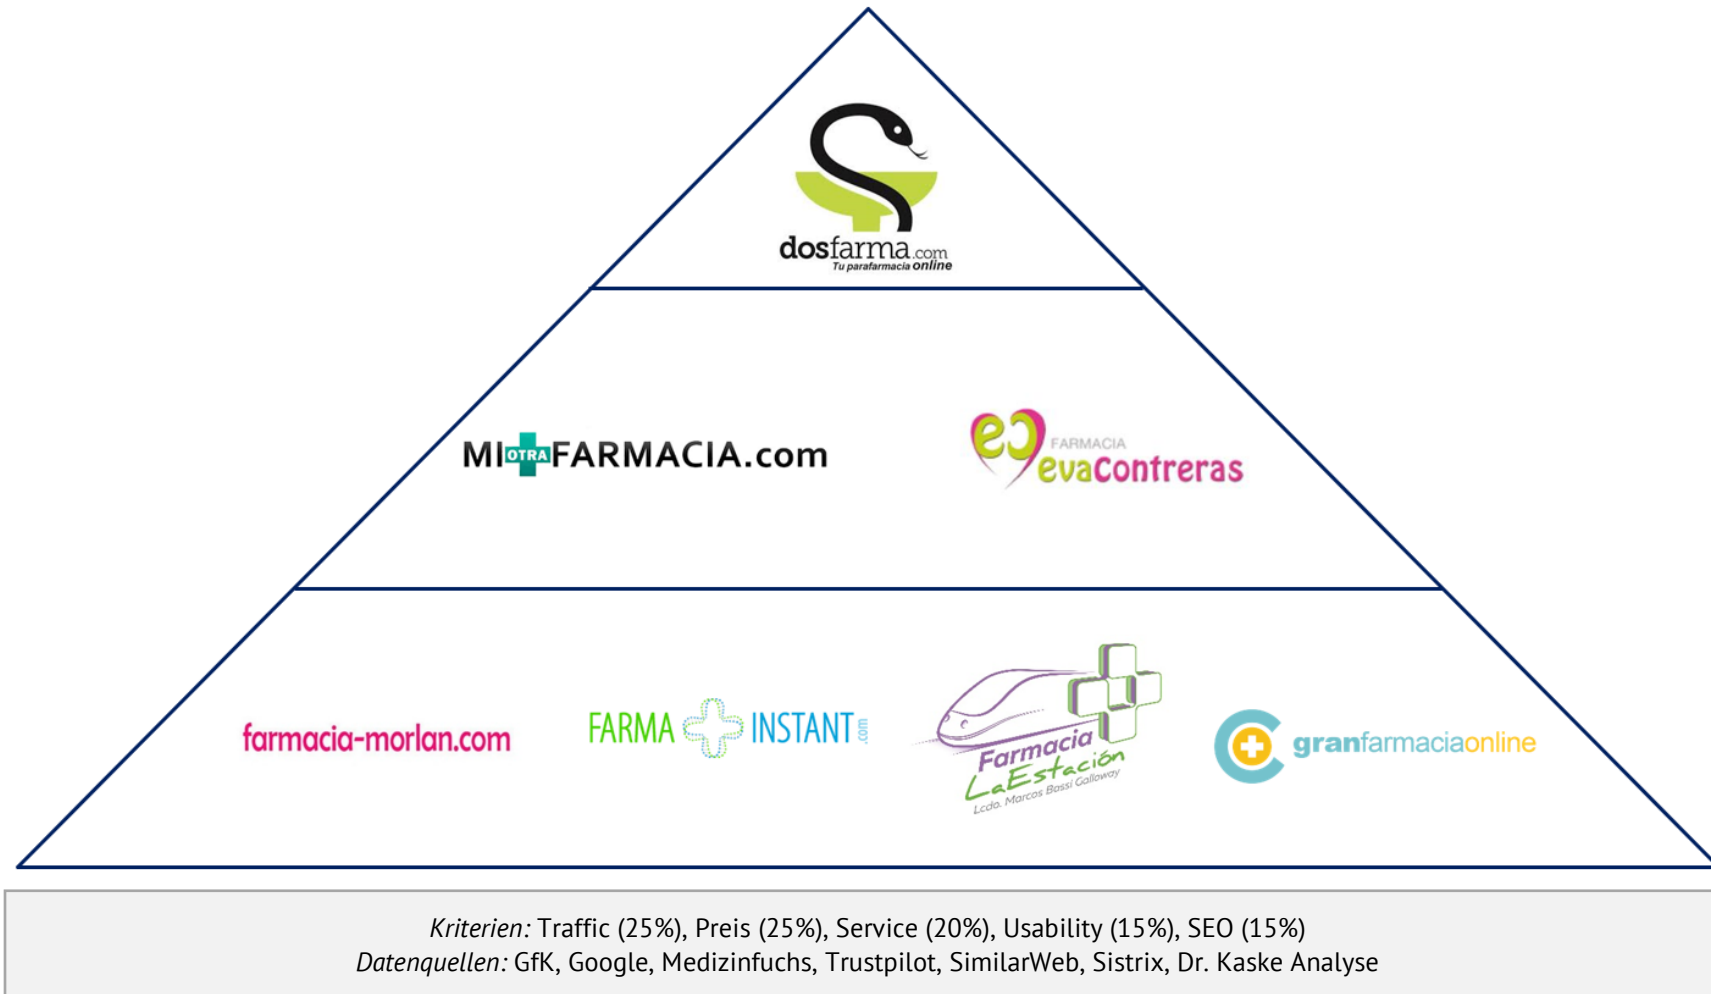 dosfarma.com
Tu parafarmacia online
MI OTRA FARMACIA.com
FARMACIA
evaContreras
farmacia-morlan.com
FARMA INSTANT.com
Farmacia
La Estación
Lcdo. Marcos Bassi Galloway
granfarmaciaonline
Kriterien: Traffic (25%), Preis (25%), Service (20%), Usability (15%), SEO (15%)
Datenquellen: GfK, Google, Medizinfuchs, Trustpilot, SimilarWeb, Sistrix, Dr. Kaske Analyse